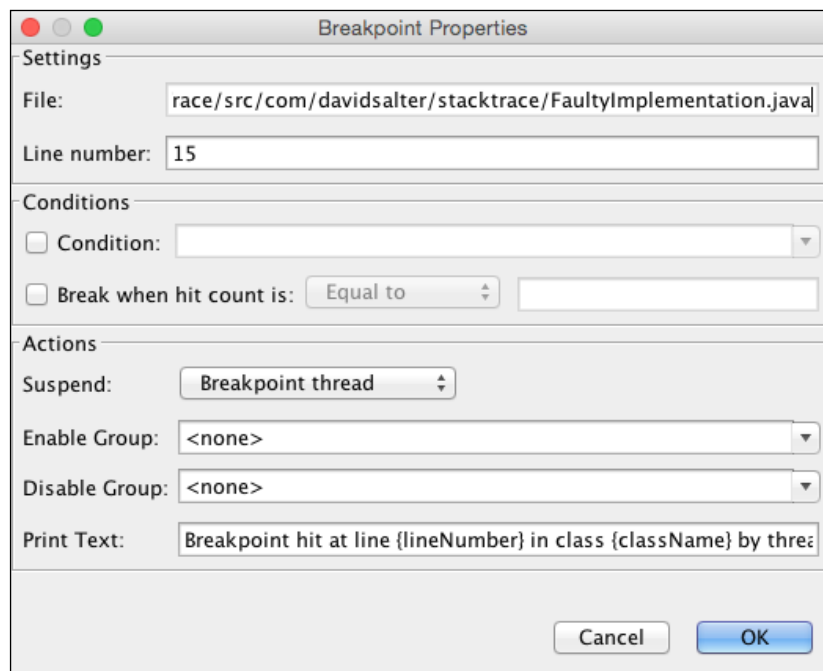 Breakpoint Properties
Settings
File: race/src/com/davidsalter/stacktrace/FaultyImplementation.java
Line number: 15
Conditions
Condition:
Break when hit count is: Equal to
Actions
Suspend: Breakpoint thread
Enable Group: <none>
Disable Group: <none>
Print Text: Breakpoint hit at line {lineNumber} in class {className} by threa
Cancel OK